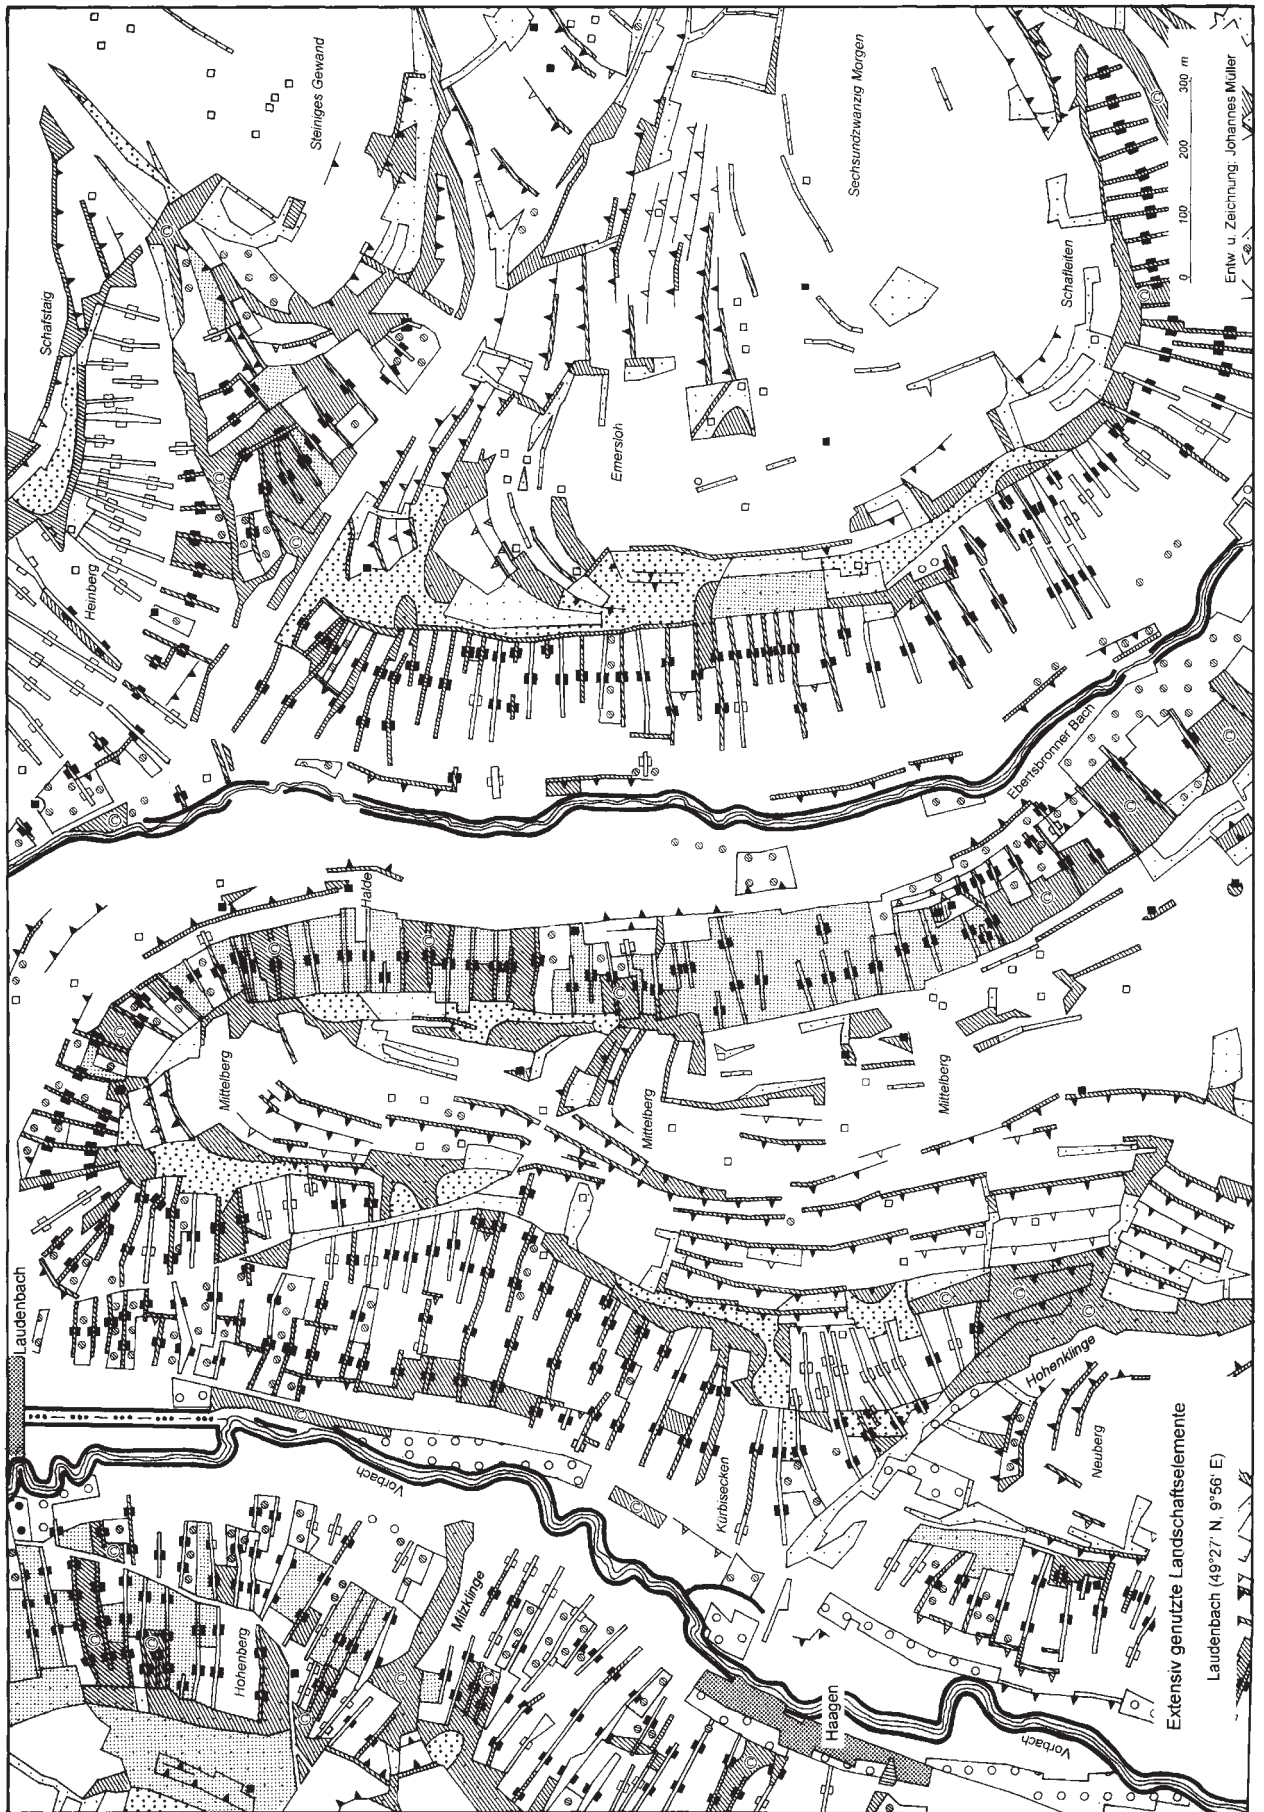 Laudenbach
Schafstaig
Heinberg
Steiniges Gewand
Sechsundzwanzig Morgen
Emersloh
Schafleiten
0 100 200 300 m
Entw u. Zeichnung: Johannes Müller
Ebertsbronner Bach
Halde
Mittelberg
Mittelberg
Mittelberg
Hohenklinge
Neuberg
Kürbisecken
Vorbach
Mizklinge
Hohenberg
Haagen
Vorbach
Extensiv genutzte Landschaftselemente
Laudenbach (49°27' N, 9°56' E)